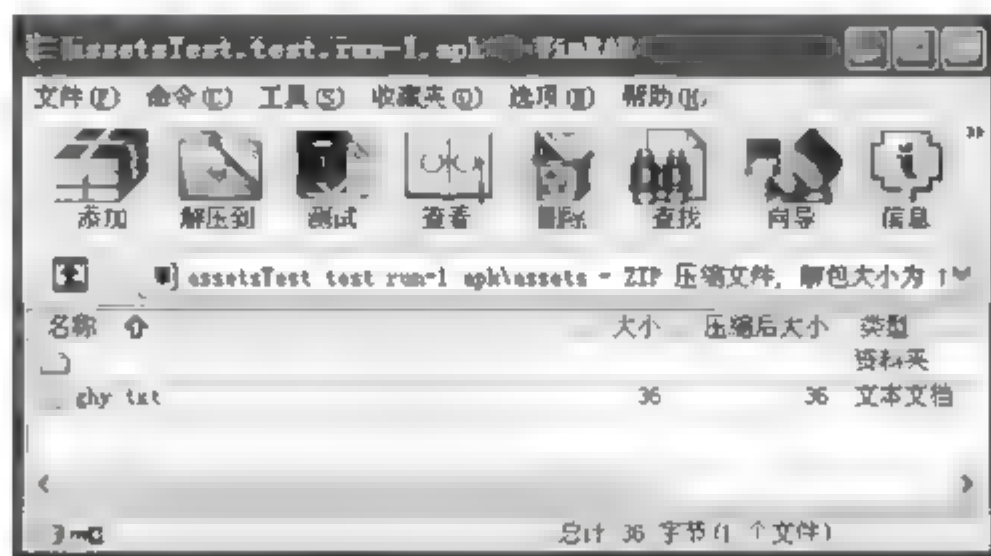 assetsTest.test.run-1.apk - WinRAR
文件(F) 命令(C) 工具(S) 收藏夹(O) 选项(N) 帮助(H)
添加 解压到 测试 查看 删除 查找 向导 信息
assetsTest.test.run-1.apk\assets - ZIP 压缩文件, 解包大小为
名称 大小 压缩后大小 类型
资料夹
ghy.txt 36 36 文本文档
总计 36 字节(1 个文件)